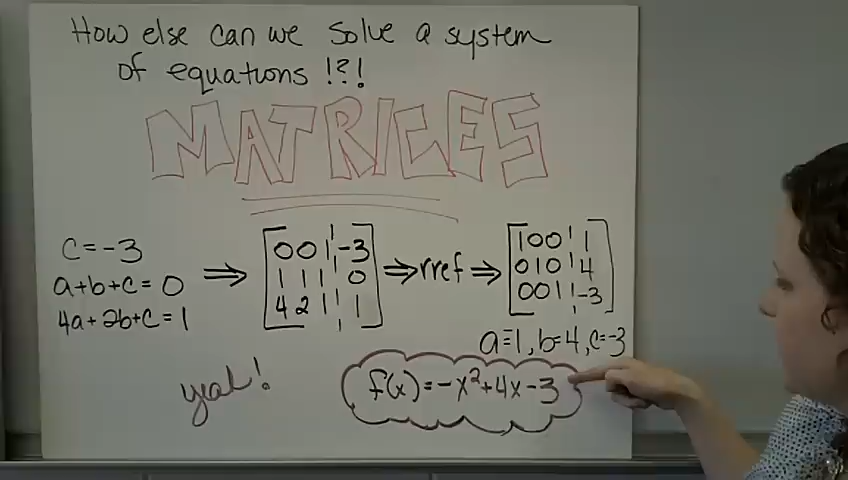 How else can we solve a system
of equations !?!
MATRICES
c = -3
a+b+c = 0
4a+2b+c = 1
⇒
[0 0 1 ¦ -3
1 1 1 ¦ 0
4 2 1 ¦ 1]
⇒ rref ⇒
[1 0 0 ¦ 1
0 1 0 ¦ 4
0 0 1 ¦ -3]
a=1, b=4, c=-3
yeah!
f(x) = -x²+4x-3